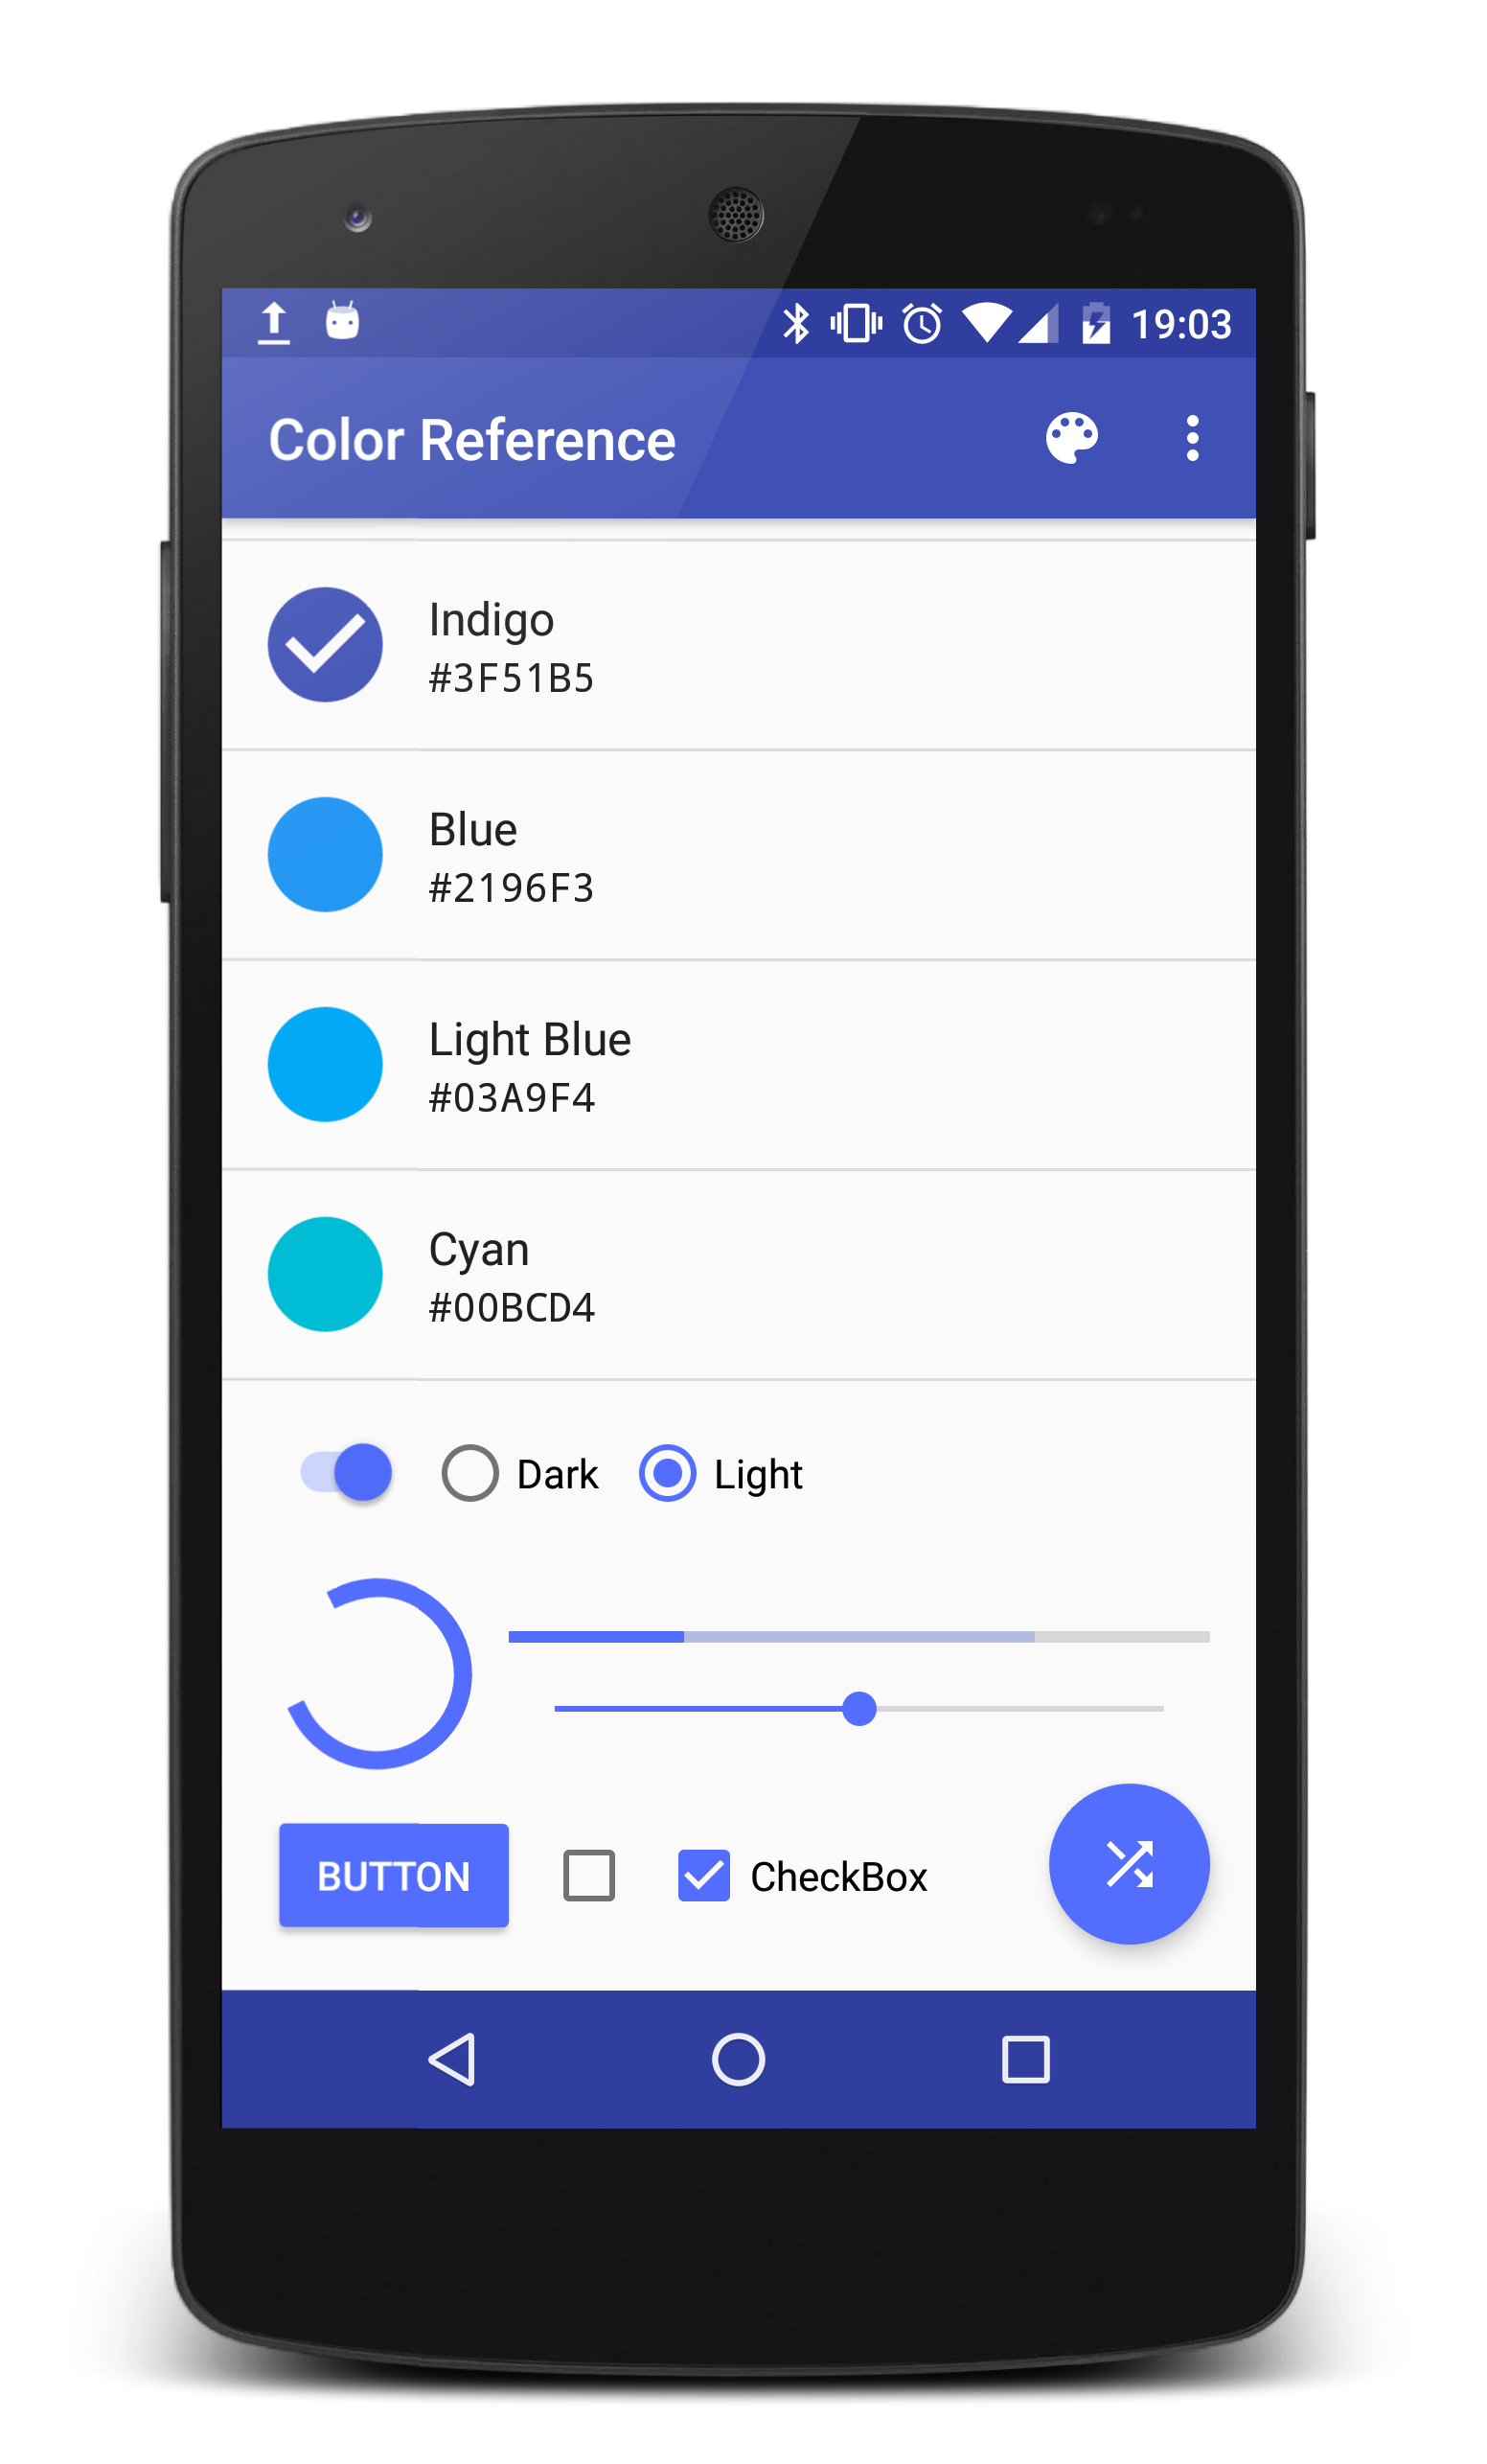 19:03
Color Reference
Indigo
#3F51B5
Blue
#2196F3
Light Blue
#03A9F4
Cyan
#00BCD4
Dark Light
BUTTON CheckBox